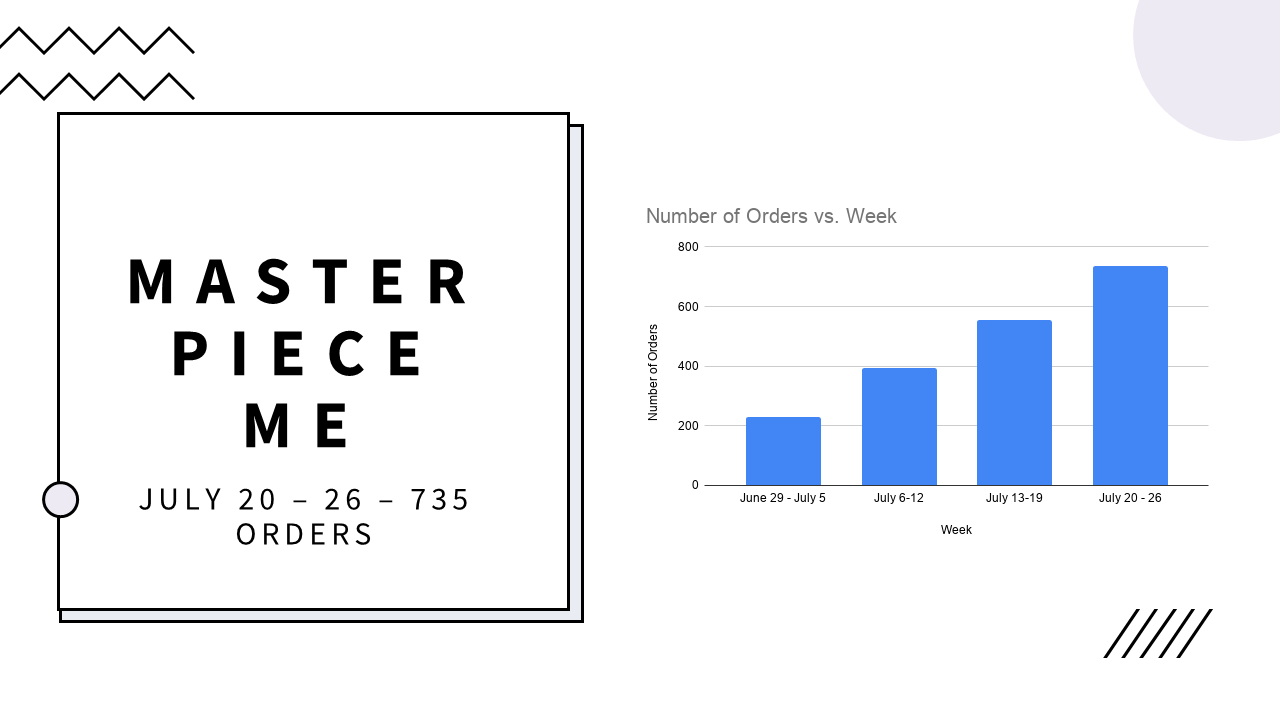 MASTER
PIECE
ME
JULY 20 – 26 – 735
ORDERS
Number of Orders vs. Week
Number of Orders
800
600
400
200
0
June 29 - July 5
July 6-12
July 13-19
July 20 - 26
Week